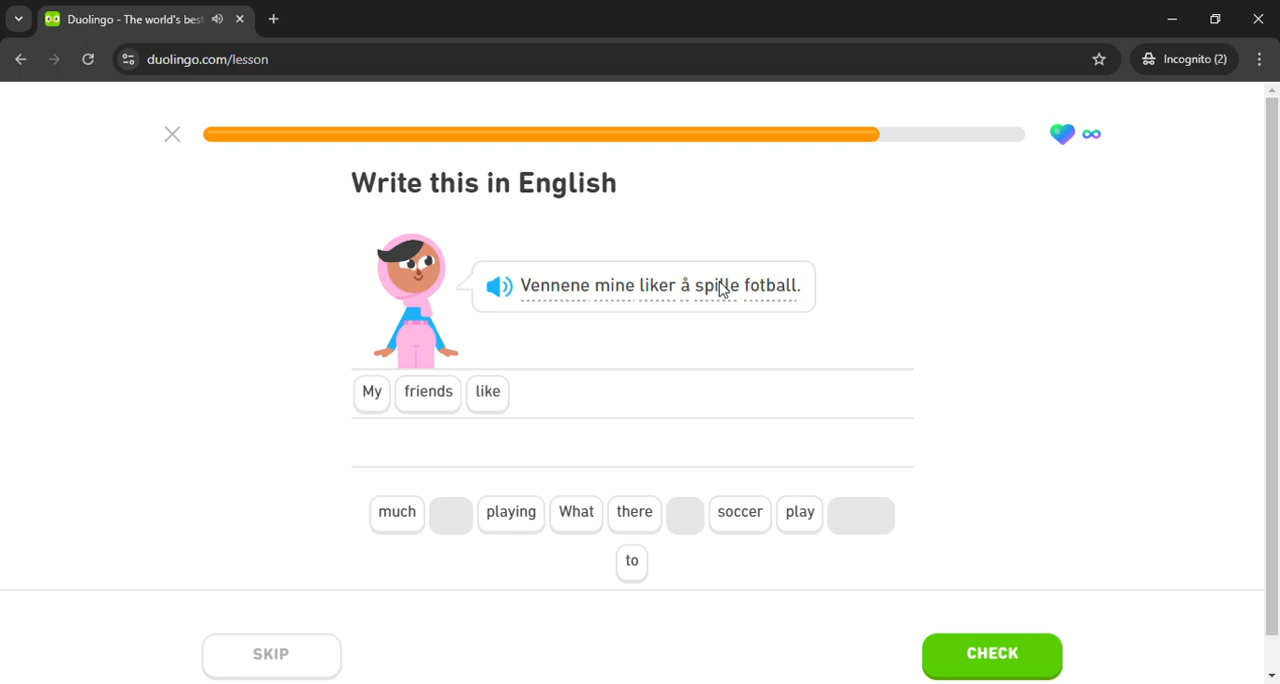 Duolingo - The world's bes
duolingo.com/lesson
Incognito (2)
Write this in English
Vennene mine liker å spille fotball.
My friends like
much playing What there soccer play
to
SKIP
CHECK